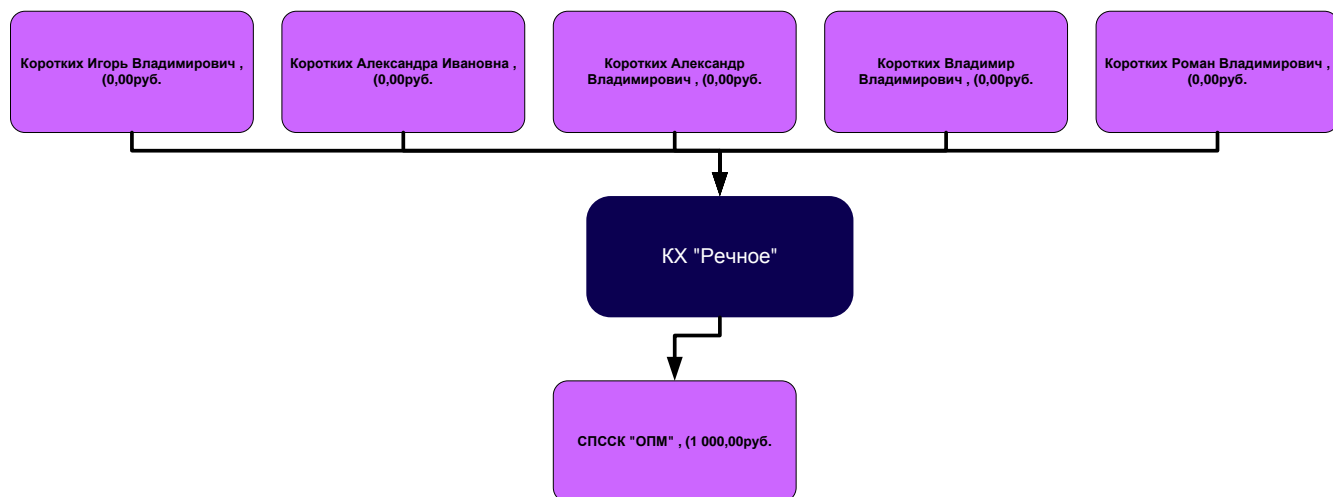 Коротких Игорь Владимирович ,
(0,00руб.
Коротких Александра Ивановна ,
(0,00руб.
Коротких Александр
Владимирович , (0,00руб.
Коротких Владимир
Владимирович , (0,00руб.
Коротких Роман Владимирович ,
(0,00руб.
КХ "Речное"
СПССК "ОПМ" , (1 000,00руб.